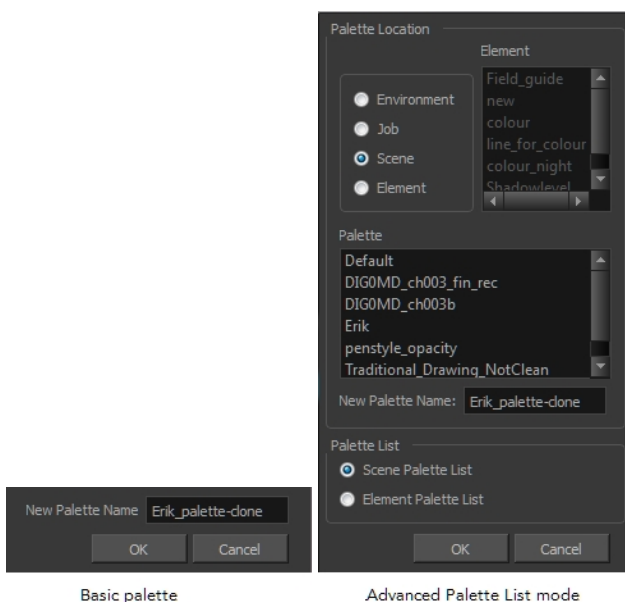 Palette Location
Element
Environment
Job
Scene
Element
Field_guide
new
colour
line_for_colour
colour_night
Shadowlevel
Palette
Default
DIG0MD_ch003_fin_rec
DIG0MD_ch003b
Erik
penstyle_opacity
Traditional_Drawing_NotClean
New Palette Name: Erik_palette-clone
Palette List
Scene Palette List
Element Palette List
OK Cancel
New Palette Name Erik_palette-clone
OK Cancel
Basic palette
Advanced Palette List mode